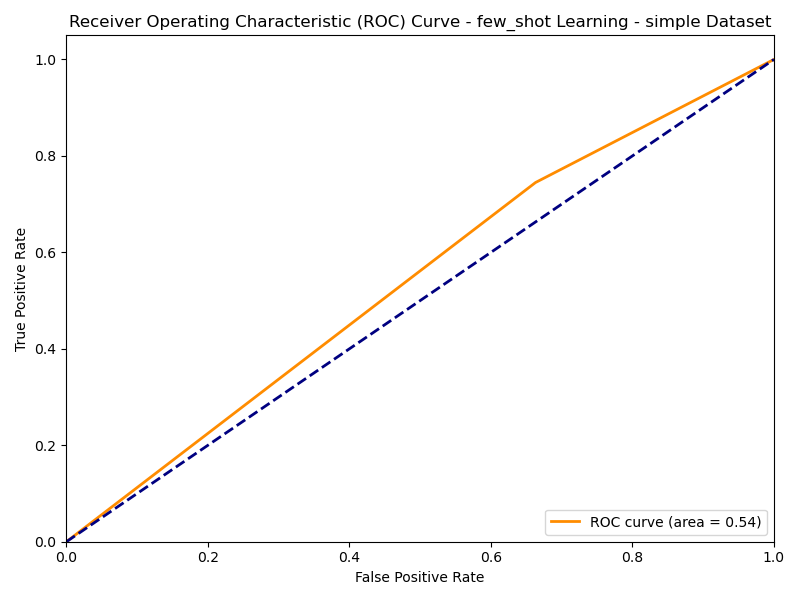 Receiver Operating Characteristic (ROC) Curve - few_shot Learning - simple Dataset
1.0
0.8
0.6
0.4
0.2
0.0
True Positive Rate
ROC curve (area = 0.54)
0.0 0.2 0.4 0.6 0.8 1.0
False Positive Rate